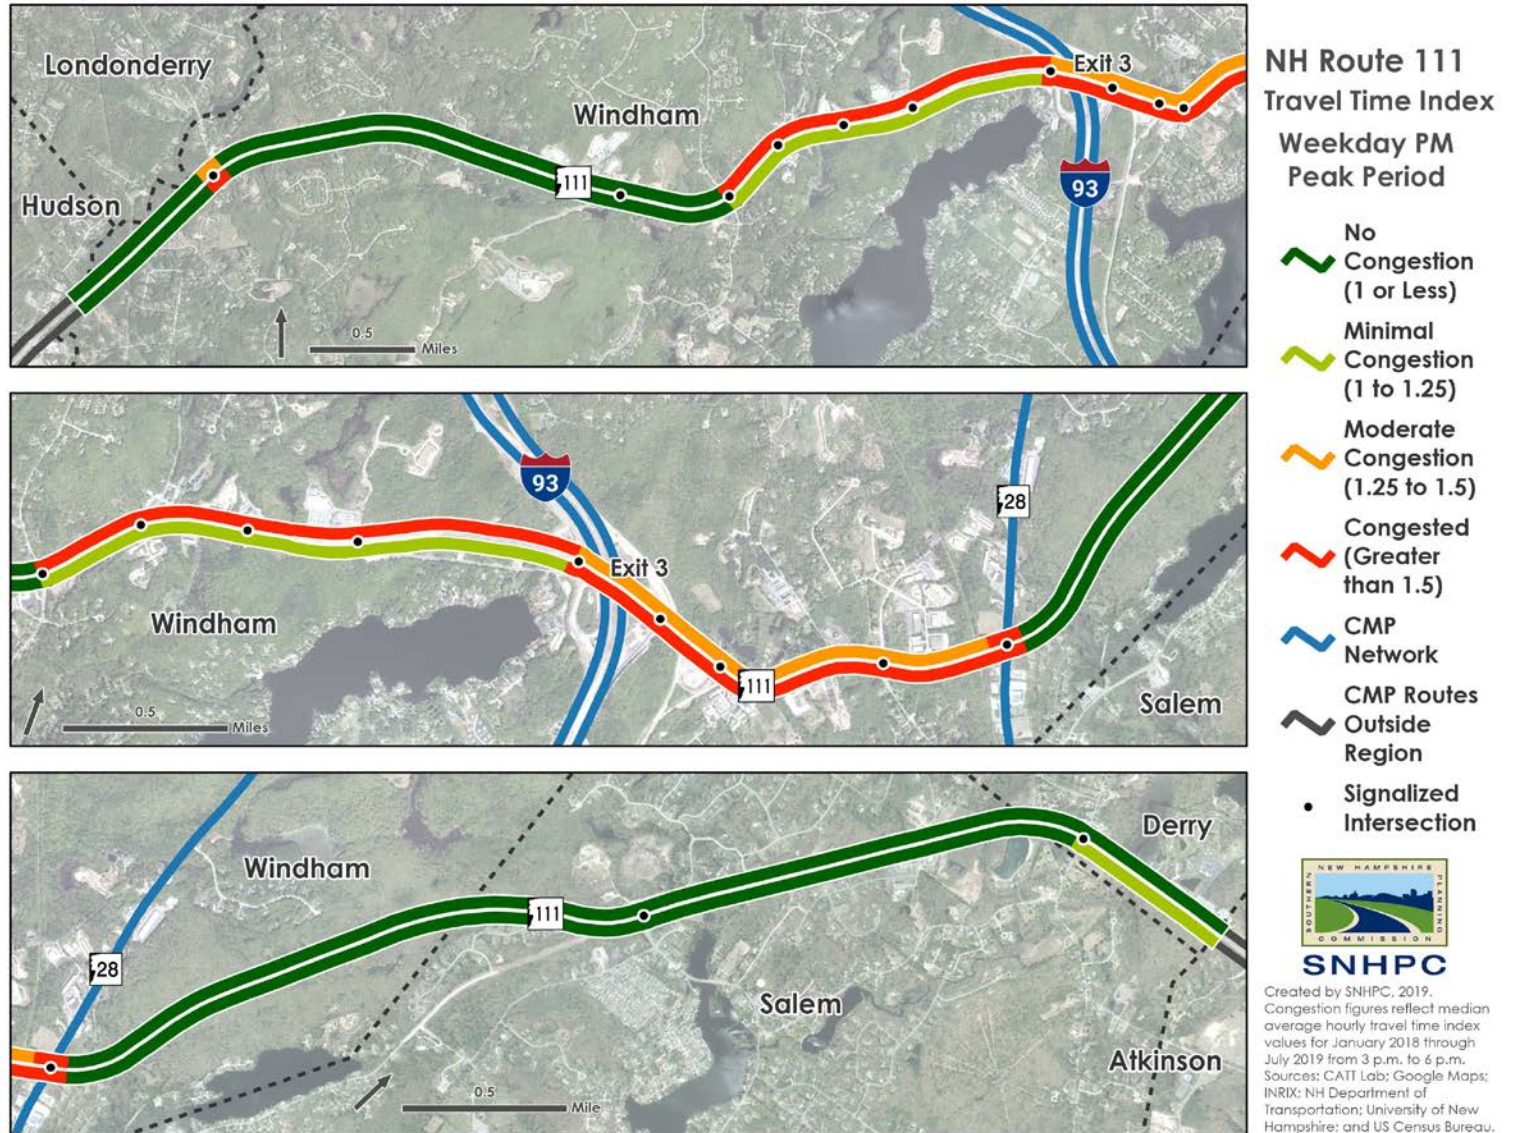 NH Route 111
Travel Time Index
Weekday PM
Peak Period
No
Congestion
(1 or Less)
Minimal
Congestion
(1 to 1.25)
Moderate
Congestion
(1.25 to 1.5)
Congested
(Greater
than 1.5)
CMP
Network
CMP Routes
Outside
Region
Signalized
Intersection
NEW HAMPSHIRE
SOUTHERN
PLANNING
COMMISSION
SNHPC
Created by SNHPC, 2019.
Congestion figures reflect median
average hourly travel time index
values for January 2018 through
July 2019 from 3 p.m. to 6 p.m.
Sources: CATT Lab; Google Maps;
INRIX; NH Department of
Transportation; University of New
Hampshire; and US Census Bureau.
Londonderry
Exit 3
Windham
111
93
Hudson
0.5
Miles
93
28
Exit 3
Windham
111
Salem
0.5
Miles
Derry
Windham
111
28
Salem
Atkinson
0.5
Mile